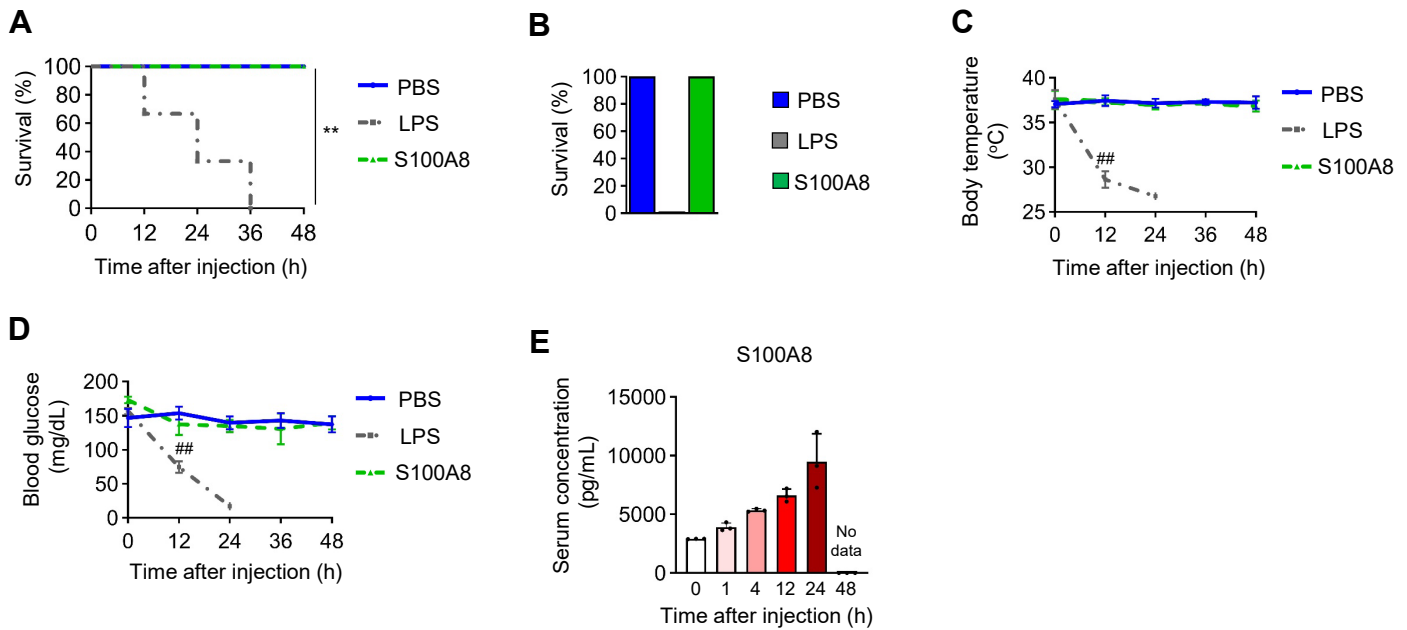 A
Survival (%)
100
80
60
40
20
0
0 12 24 36 48
Time after injection (h)
**
PBS
LPS
S100A8
B
Survival (%)
100
80
60
40
20
0
PBS
LPS
S100A8
C
Body temperature
(oC)
40
35
30
25
##
0 12 24 36 48
Time after injection (h)
PBS
LPS
S100A8
D
Blood glucose
(mg/dL)
200
150
100
50
0
##
0 12 24 36 48
Time after injection (h)
PBS
LPS
S100A8
E
S100A8
Serum concentration
(pg/mL)
15000
10000
5000
0
No
data
0 1 4 12 24 48
Time after injection (h)